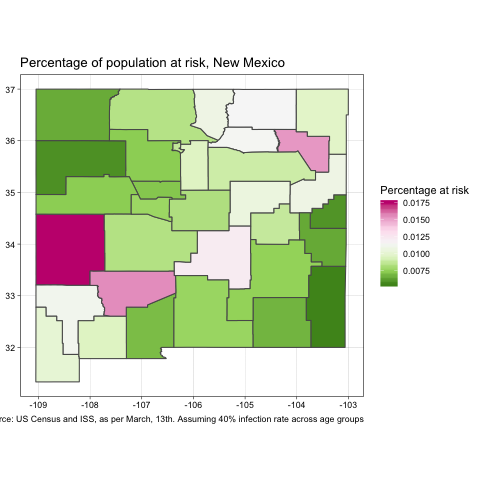 Percentage of population at risk, New Mexico
37
36
35
34
33
32
-109 -108 -107 -106 -105 -104 -103
Percentage at risk
0.0175
0.0150
0.0125
0.0100
0.0075
rce: US Census and ISS, as per March, 13th. Assuming 40% infection rate across age groups